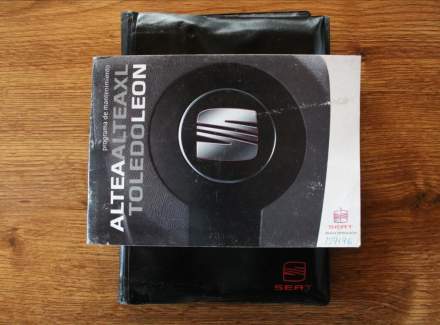 programa de mantenimiento
ALTEAALTEAXL
TOLEDOLEON
SEAT
SEAT